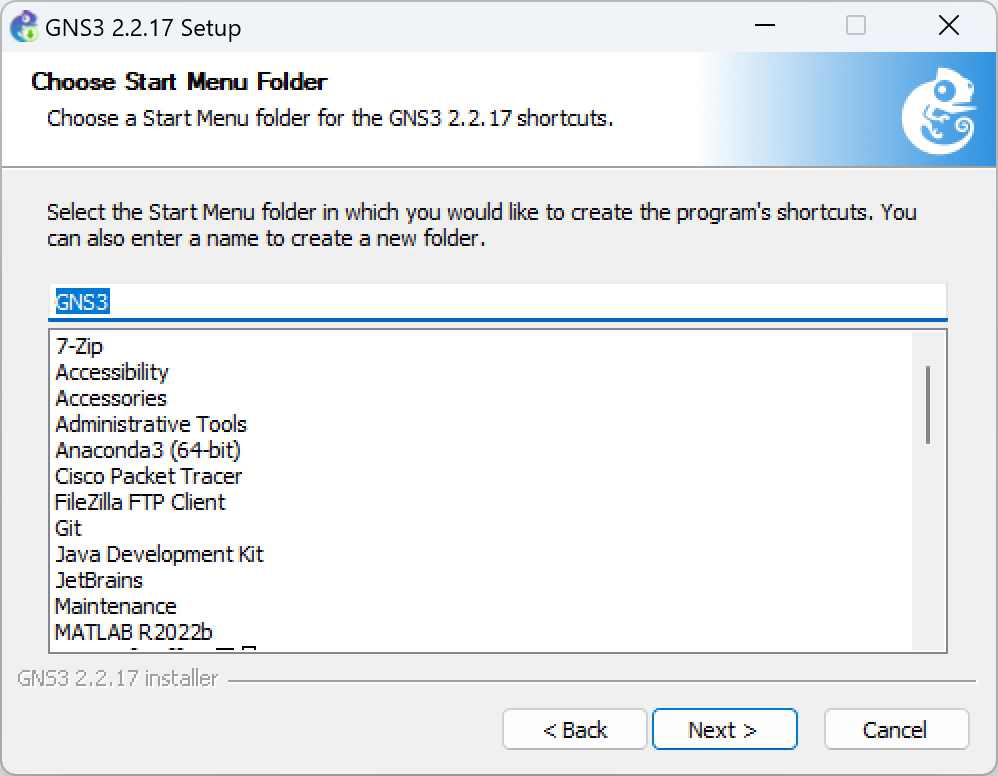 GNS3 2.2.17 Setup
Choose Start Menu Folder
Choose a Start Menu folder for the GNS3 2.2.17 shortcuts.
Select the Start Menu folder in which you would like to create the program's shortcuts. You
can also enter a name to create a new folder.
GNS3
7-Zip
Accessibility
Accessories
Administrative Tools
Anaconda3 (64-bit)
Cisco Packet Tracer
FileZilla FTP Client
Git
Java Development Kit
JetBrains
Maintenance
MATLAB R2022b
GNS3 2.2.17 installer
< Back
Next >
Cancel